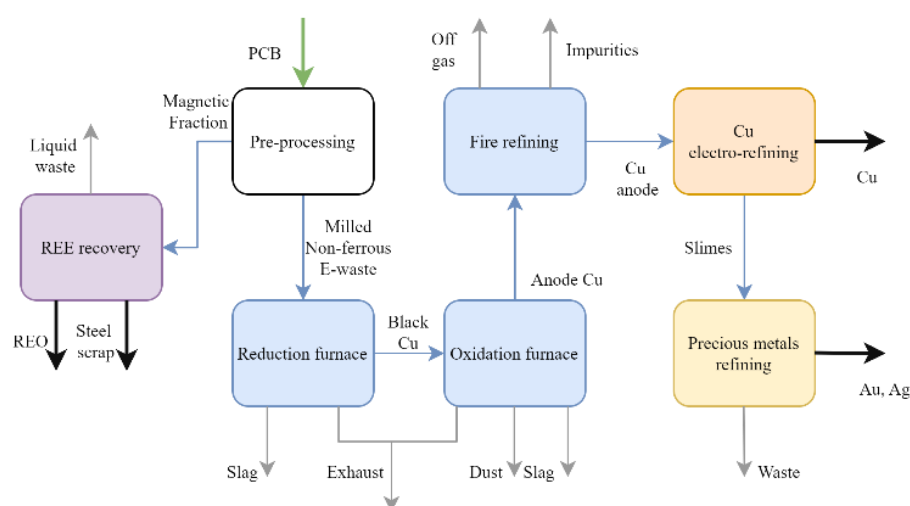 Off
gas
Impurities
PCB
Magnetic
Fraction
Liquid
waste
Pre-processing
Fire refining
Cu
electro-refining
Cu
anode
Cu
REE recovery
Milled
Non-ferrous
E-waste
Slimes
Anode Cu
REO
Steel
scrap
Reduction furnace
Black
Cu
Oxidation furnace
Precious metals
refining
Au, Ag
Slag
Exhaust
Dust
Slag
Waste